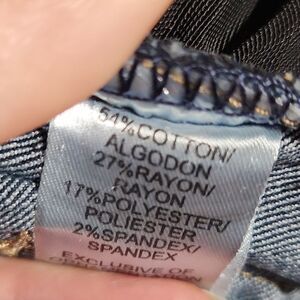 54%COTTON/
ALGODON
27%RAYON/
RAYON
17%POLYESTER/
POLIESTER
2%SPANDEX/
SPANDEX
EXCLUSIVE OF